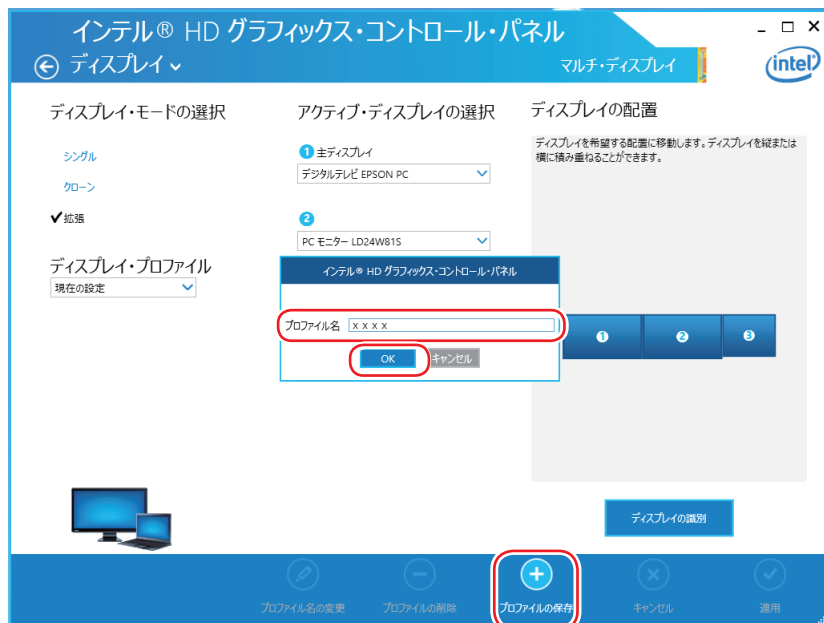 インテル® HD グラフィックス・コントロール・パネル
ディスプレイ
マルチ・ディスプレイ
intel
ディスプレイ・モードの選択
シングル
クローン
拡張
ディスプレイ・プロファイル
現在の設定
アクティブ・ディスプレイの選択
1 主ディスプレイ
デジタルテレビ EPSON PC
2
PC モニター LD24W81S
ディスプレイの配置
ディスプレイを希望する配置に移動します。ディスプレイを縦または
横に積み重ねることができます。
1 2 3
インテル® HD グラフィックス・コントロール・パネル
プロファイル名 xxxx
OK キャンセル
ディスプレイの識別
プロファイル名の変更 プロファイルの削除 プロファイルの保存 キャンセル 適用